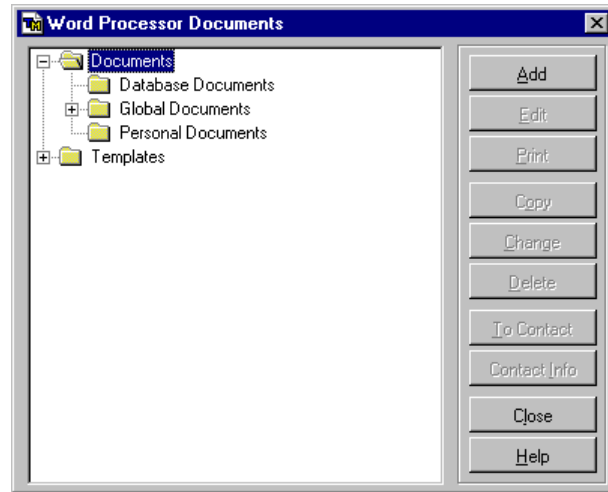 Word Processor Documents
Documents
Database Documents
Global Documents
Personal Documents
Templates
Add
Edit
Print
Copy
Change
Delete
To Contact
Contact Info
Close
Help